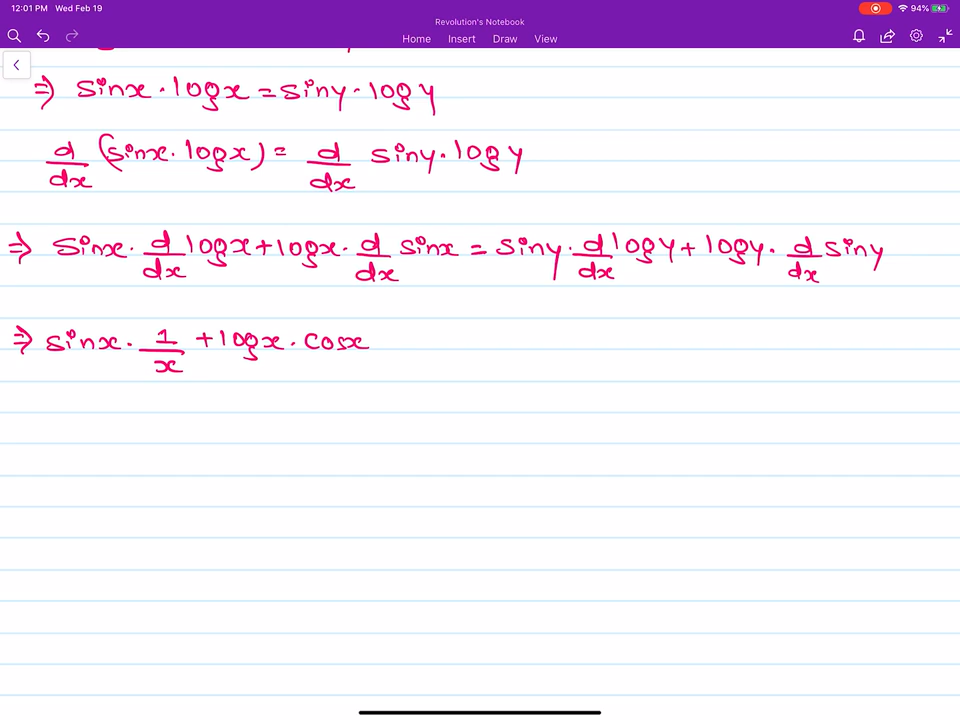 12:01 PM Wed Feb 19
94%
Revolution's Notebook
Home Insert Draw View
⇒ sinx · logx = siny · logy
d/dx (sinx · logx) = d/dx siny · logy
⇒ sinx · d/dx logx + logx · d/dx sinx = siny · d/dx logy + logy · d/dx siny
⇒ sinx · 1/x + logx · cosx